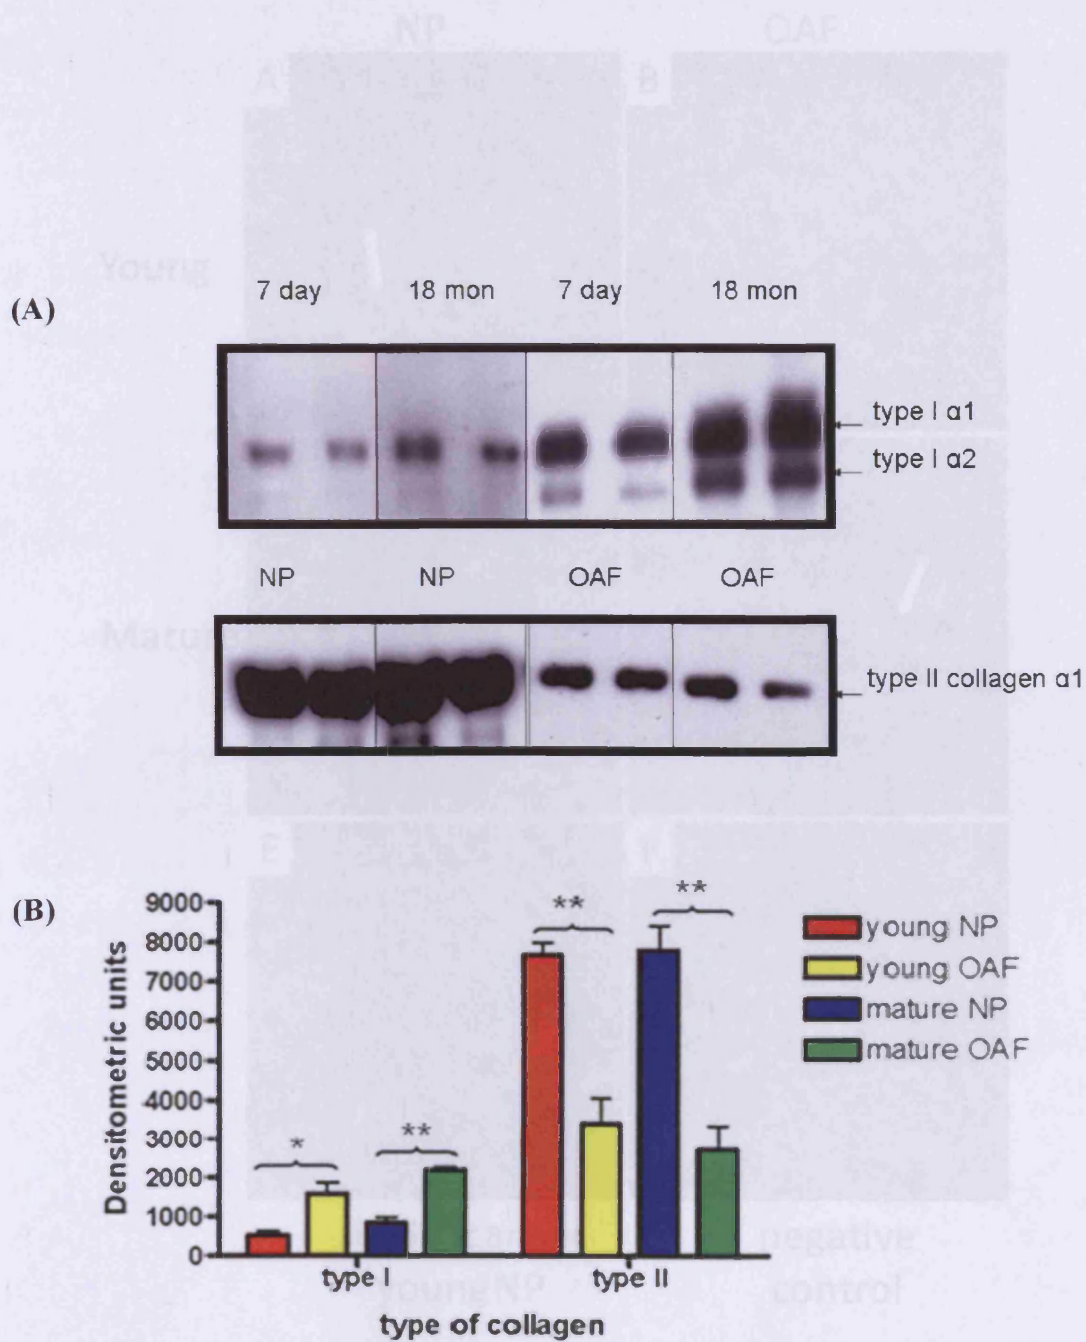 NP OAF
A B
Young
(A)
7 day 18 mon 7 day 18 mon
type I α1
type I α2
NP NP OAF OAF
Mature
type II collagen α1
E
(B)
9000
8000
7000
6000
5000
4000
3000
2000
1000
0
Densitometric units
* ** ** **
young NP
young OAF
mature NP
mature OAF
type I type II
type of collagen
negative
young NP control